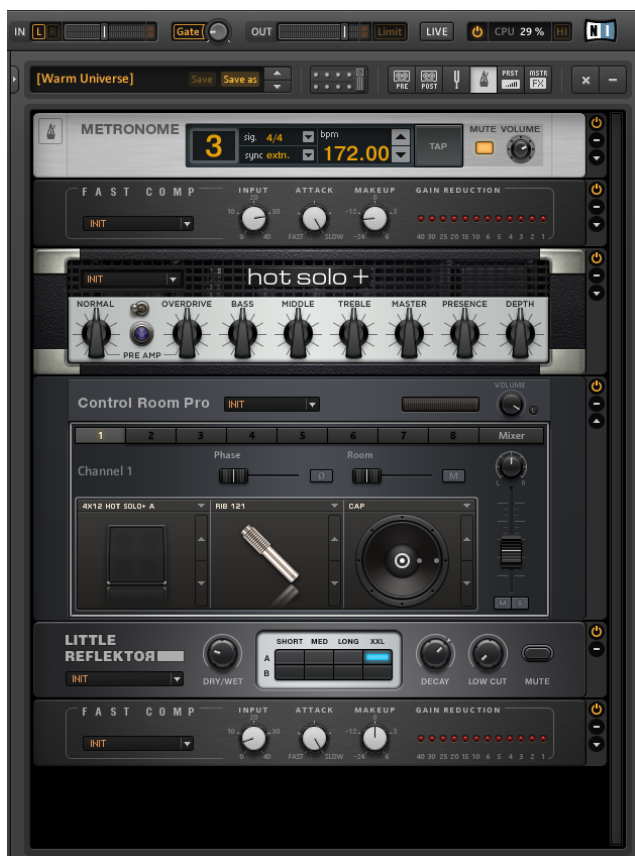 IN L R Gate OUT Limit LIVE CPU 29 % HI NI
[Warm Universe] Save Save as PRE POST PRST MSTR FX × −
METRONOME 3 sig. 4/4 bpm TAP MUTE VOLUME
sync extn. 172.00
FAST COMP INPUT ATTACK MAKEUP GAIN REDUCTION
20 0
10 30 -12 3
INIT
0 40 FAST SLOW -24 6 40 30 25 20 15 10 6 5 4 3 2 1
INIT hot solo +
NORMAL OVERDRIVE BASS MIDDLE TREBLE MASTER PRESENCE DEPTH
PRE AMP
VOLUME
Control Room Pro INIT
1 2 3 4 5 6 7 8 Mixer
Phase Room
Channel 1 Ø M
L R
4X12 HOT SOLO+ A RIB 121 CAP
M S
LITTLE SHORT MED LONG XXL
REFLEKTOЯ A
INIT B
DRY/WET DECAY LOW CUT MUTE
FAST COMP INPUT ATTACK MAKEUP GAIN REDUCTION
20 0
10 30 -12 3
INIT
0 40 FAST SLOW -24 6 40 30 25 20 15 10 6 5 4 3 2 1